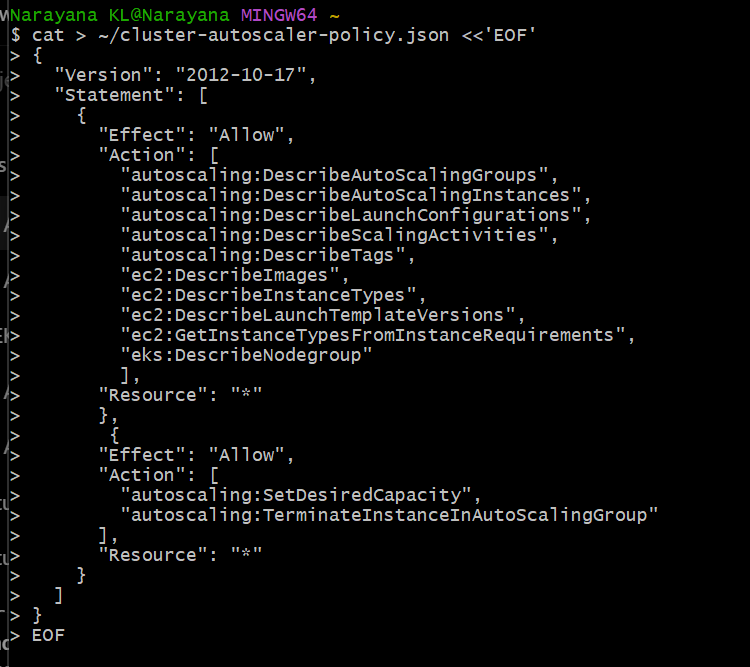 Narayana KL@Narayana MINGW64 ~
$ cat > ~/cluster-autoscaler-policy.json <<'EOF'
> {
>   "Version": "2012-10-17",
>   "Statement": [
>     {
>       "Effect": "Allow",
>       "Action": [
>         "autoscaling:DescribeAutoScalingGroups",
>         "autoscaling:DescribeAutoScalingInstances",
>         "autoscaling:DescribeLaunchConfigurations",
>         "autoscaling:DescribeScalingActivities",
>         "autoscaling:DescribeTags",
>         "ec2:DescribeImages",
>         "ec2:DescribeInstanceTypes",
>         "ec2:DescribeLaunchTemplateVersions",
>         "ec2:GetInstanceTypesFromInstanceRequirements",
>         "eks:DescribeNodegroup"
>         ],
>       "Resource": "*"
>       },
>        {
>       "Effect": "Allow",
>       "Action": [
>         "autoscaling:SetDesiredCapacity",
>         "autoscaling:TerminateInstanceInAutoScalingGroup"
>       ],
>       "Resource": "*"
>     }
>   ]
> }
> EOF